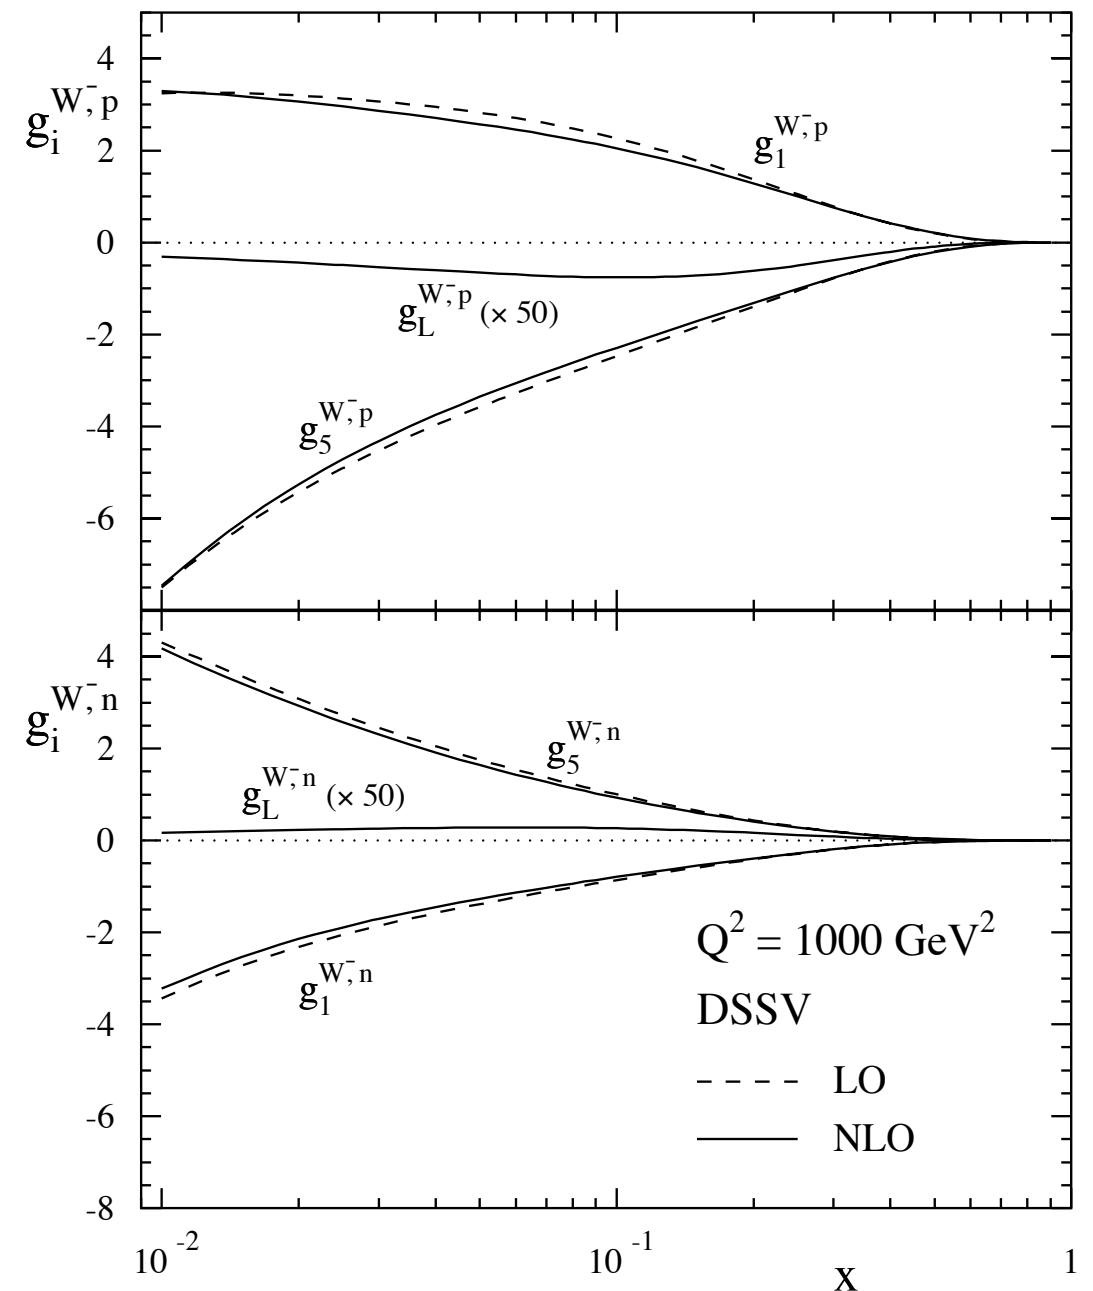 4
g_i^{W^-,p}
g_1^{W^-,p}
2
0
g_L^{W^-,p} (× 50)
-2
g_5^{W^-,p}
-4
-6
4
g_i^{W^-,n}
g_5^{W^-,n}
2
g_L^{W^-,n} (× 50)
0
-2
Q^2 = 1000 GeV^2
g_1^{W^-,n}
DSSV
-4
LO
-6
NLO
-8
10^{-2} 10^{-1} 1
x